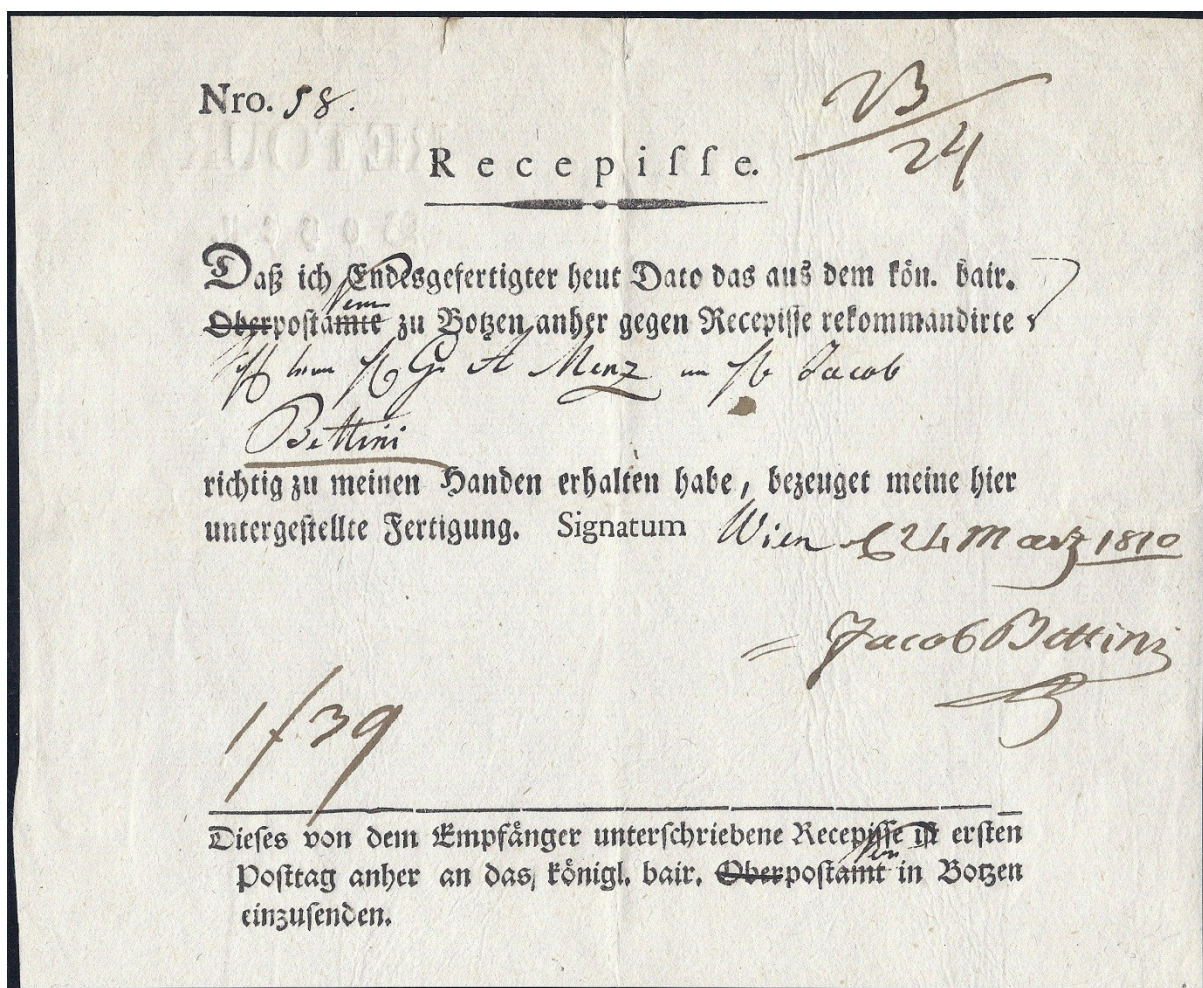 Nro. 58.
23/24
Recepiſſe.
Daß ich Endesgefertigter heut Dato das aus dem kön. bair.
Oberpostamte zu Botzen anher gegen Recepisse rekommandirte
G. A Menz Jacob
Bettini
richtig zu meinen Handen erhalten habe, bezeuget meine hier
untergestellte Fertigung. Signatum Wien 24 Marz 1810
Jacob Bettini
1/39
Dieses von dem Empfänger unterschriebene Recepisse ist ersten
Posttag anher an das königl. bair. Oberpostamt in Botzen
einzusenden.